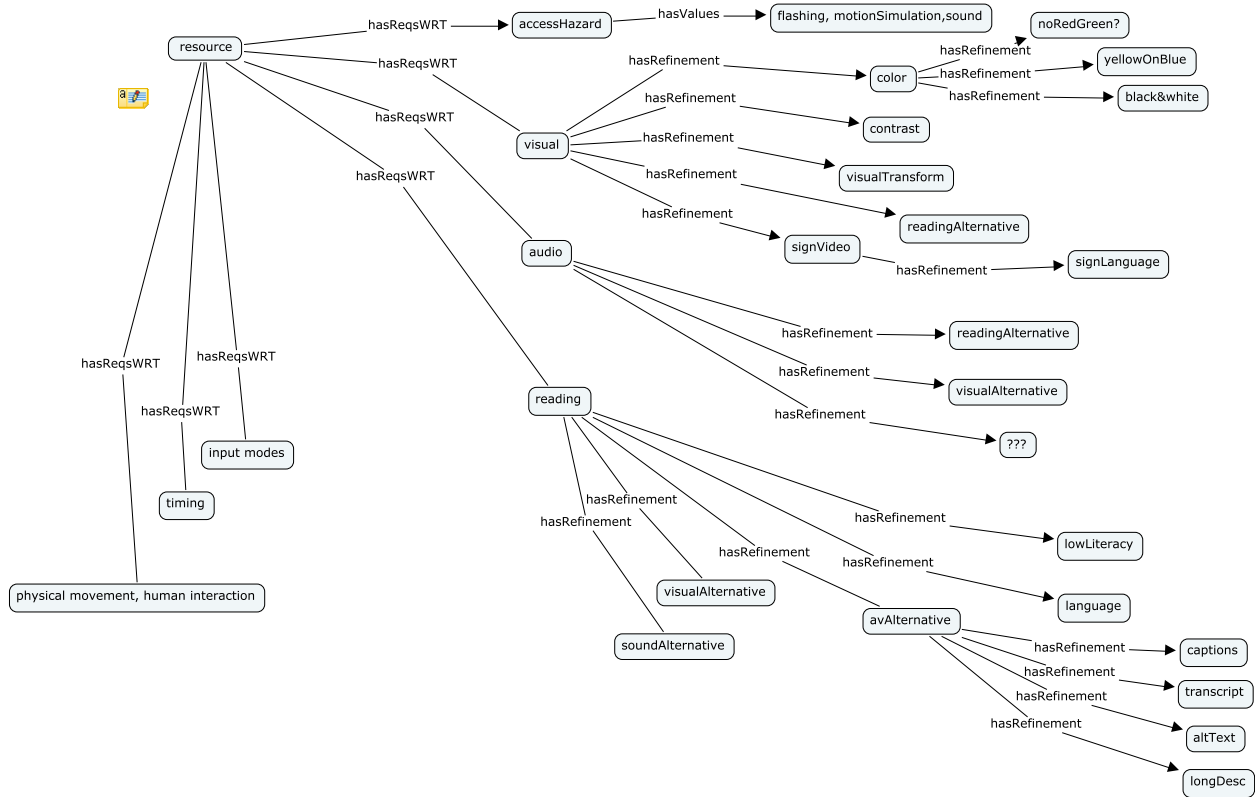 hasReqsWRT
accessHazard
hasValues
flashing, motionSimulation,sound
noRedGreen?
resource
hasReqsWRT
hasRefinement
color
hasRefinement
yellowOnBlue
hasRefinement
hasRefinement
black&white
a
hasReqsWRT
hasRefinement
contrast
visual
hasRefinement
hasReqsWRT
hasRefinement
visualTransform
hasRefinement
readingAlternative
audio
signVideo
hasRefinement
signLanguage
hasRefinement
readingAlternative
hasReqsWRT
hasReqsWRT
hasRefinement
visualAlternative
hasReqsWRT
reading
hasRefinement
???
input modes
timing
hasRefinement
hasRefinement
hasRefinement
lowLiteracy
hasRefinement
hasRefinement
physical movement, human interaction
visualAlternative
language
avAlternative
soundAlternative
hasRefinement
captions
hasRefinement
transcript
hasRefinement
altText
hasRefinement
longDesc